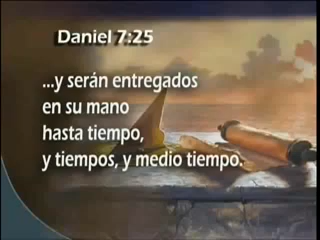 Daniel 7:25
...y serán entregados
en su mano
hasta tiempo,
y tiempos, y medio tiempo.